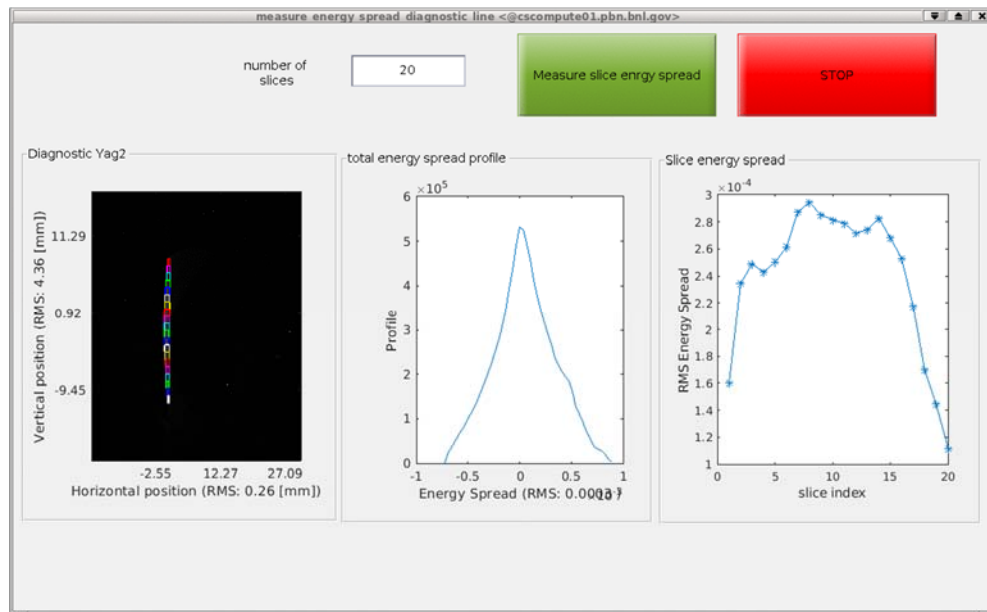 measure energy spread diagnostic line <@cscompute01.pbn.bnl.gov>
number of
slices
20
Measure slice enrgy spread
STOP
Diagnostic Yag2
Vertical position (RMS: 4.36 [mm])
11.29
0.92
-9.45
-2.55 12.27 27.09
Horizontal position (RMS: 0.26 [mm])
total energy spread profile
×10⁵
Profile
6
5
4
3
2
1
0
-1 -0.5 0 0.5 1
Energy Spread (RMS: 0.0003
Slice energy spread
×10⁻⁴
RMS Energy Spread
3
2.8
2.6
2.4
2.2
2
1.8
1.6
1.4
1.2
1
0 5 10 15 20
slice index